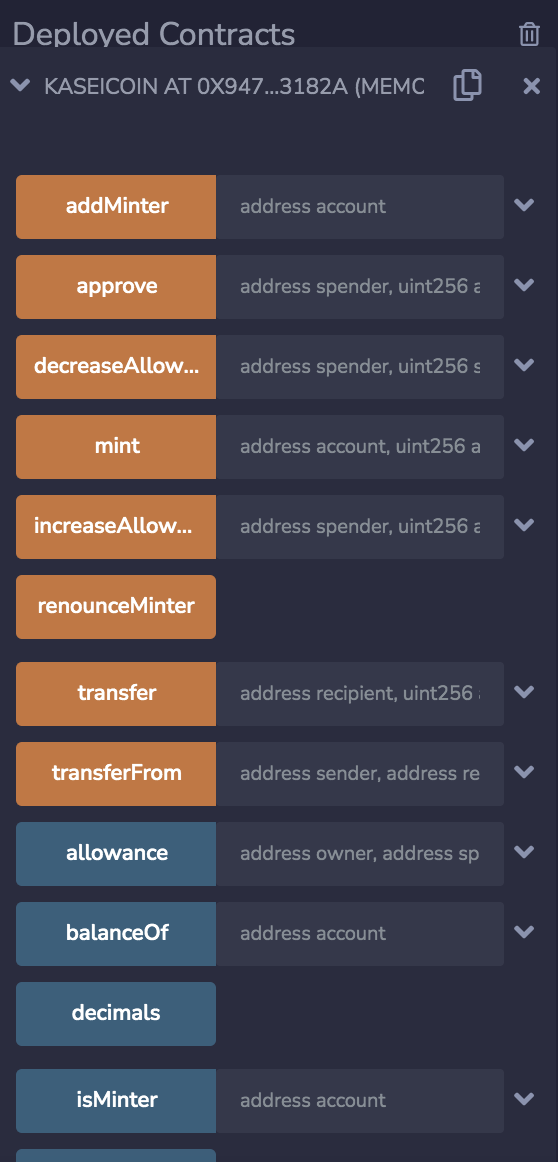 Deployed Contracts
KASEICOIN AT 0X947...3182A (MEMC
addMinter address account
approve address spender, uint256 a
decreaseAllow... address spender, uint256 s
mint address account, uint256 a
increaseAllow... address spender, uint256 a
renounceMinter
transfer address recipient, uint256
transferFrom address sender, address re
allowance address owner, address sp
balanceOf address account
decimals
isMinter address account